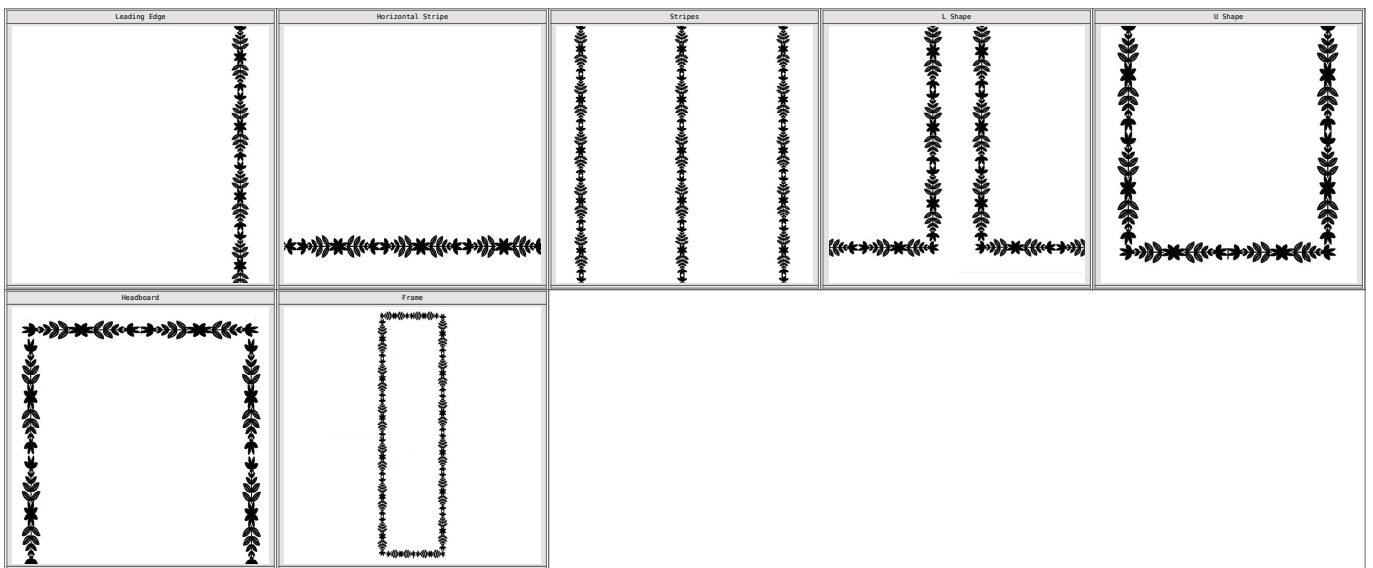 Leading Edge
Horizontal Stripe
Stripes
L Shape
U Shape
Headboard
Frame